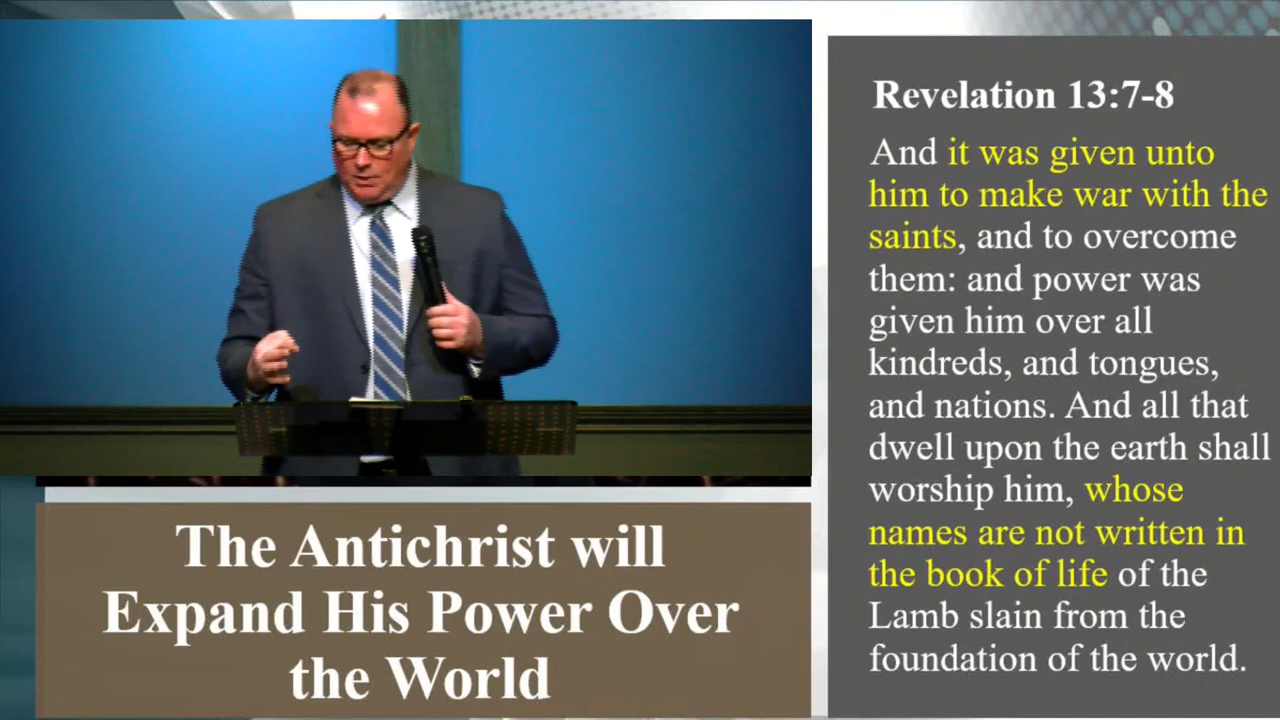 The Antichrist will
Expand His Power Over
the World
Revelation 13:7-8
And it was given unto
him to make war with the
saints, and to overcome
them: and power was
given him over all
kindreds, and tongues,
and nations. And all that
dwell upon the earth shall
worship him, whose
names are not written in
the book of life of the
Lamb slain from the
foundation of the world.